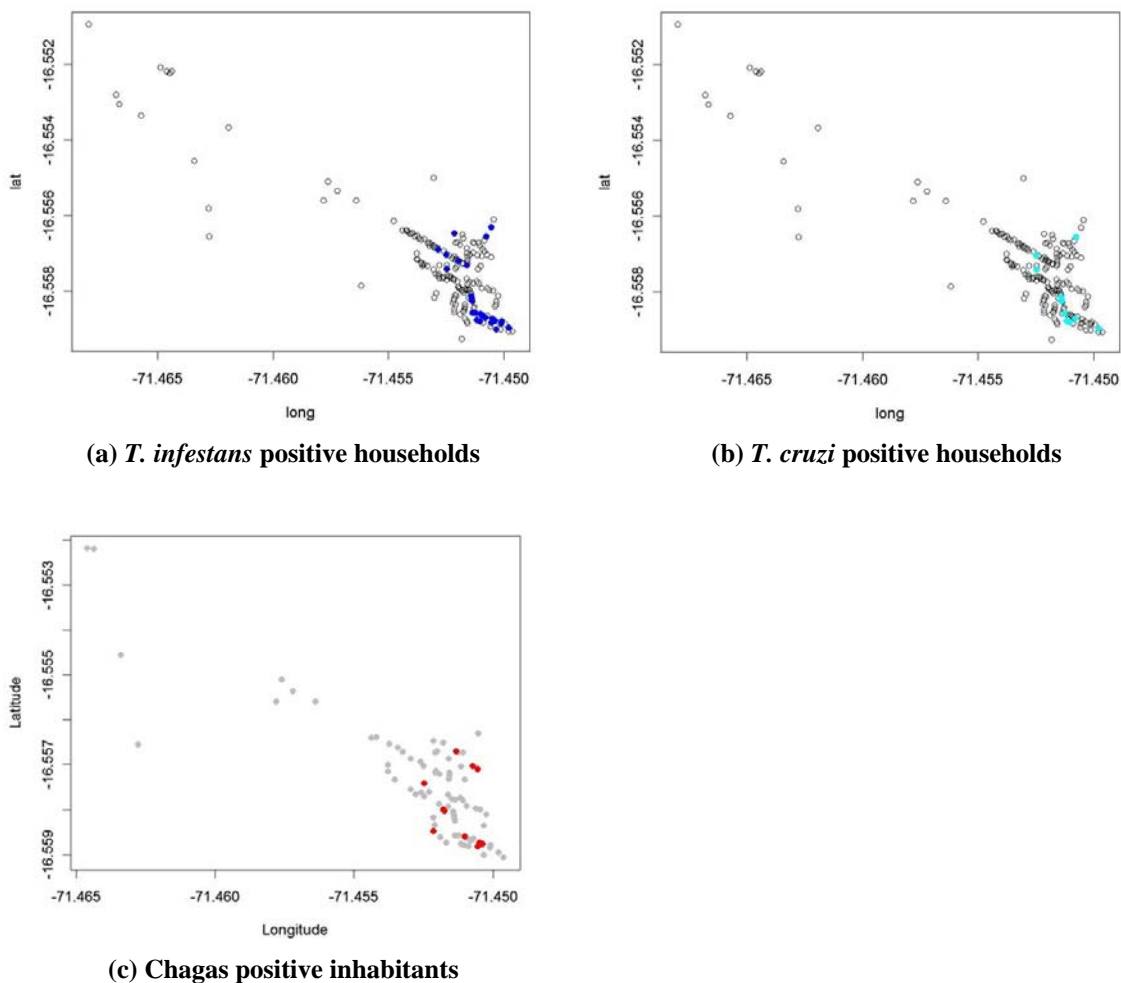 -16.552
-16.554
-16.556
-16.558
lat
-71.465
-71.460
-71.455
-71.450
long
(a) T. infestans positive households
-16.552
-16.554
-16.556
-16.558
lat
-71.465
-71.460
-71.455
-71.450
long
(b) T. cruzi positive households
-16.553
-16.555
-16.557
-16.559
Latitude
-71.465
-71.460
-71.455
-71.450
Longitude
(c) Chagas positive inhabitants